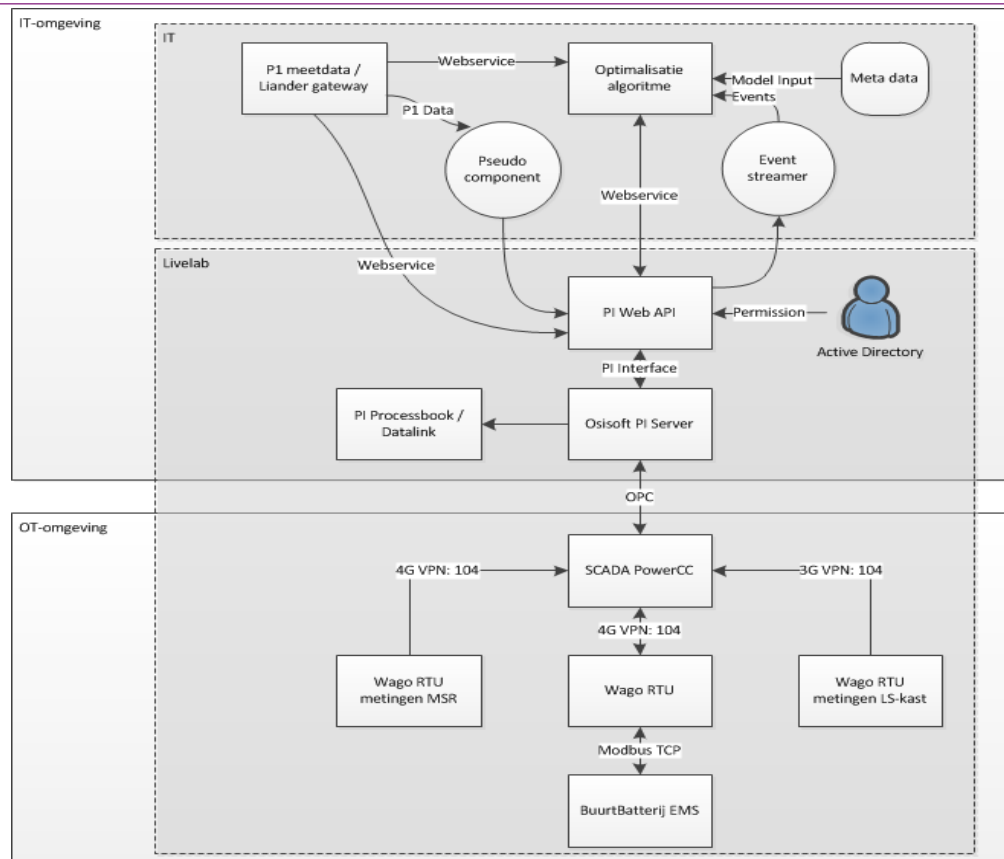 IT-omgeving
IT
P1 meetdata /
Liander gateway
Webservice
Optimalisatie
algoritme
Model Input
Events
Meta data
P1 Data
Pseudo
component
Event
streamer
Webservice
Livelab
Webservice
PI Web API
Permission
Active Directory
PI Interface
PI Processbook /
Datalink
Osisoft PI Server
OPC
OT-omgeving
4G VPN: 104
SCADA PowerCC
3G VPN: 104
4G VPN: 104
Wago RTU
metingen MSR
Wago RTU
Wago RTU
metingen LS-kast
Modbus TCP
BuurtBatterij EMS